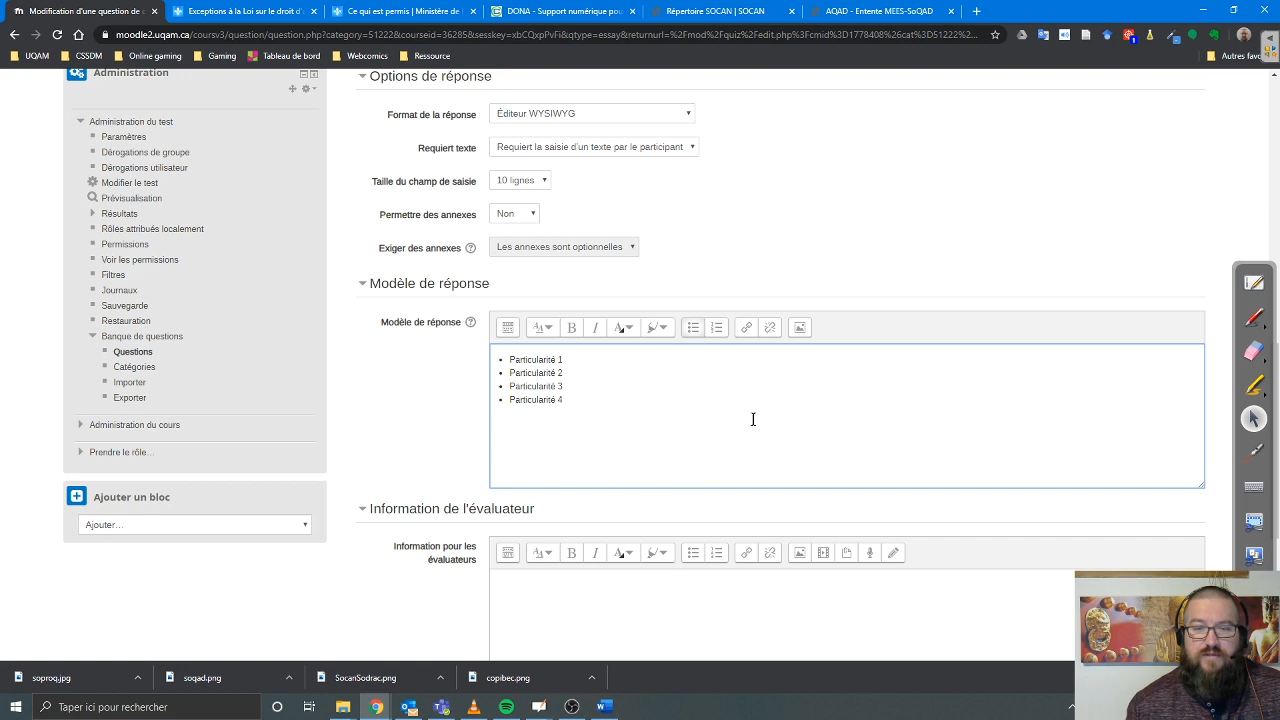 Modification d'une question de c
Exceptions à la Loi sur le droit d'
Ce qui est permis | Ministère de
DONA - Support numérique pou
Répertoire SOCAN | SOCAN
AQAD - Entente MEES-SoQAD
moodle2.uqam.ca/coursv3/question/question.php?category=51222&courseid=36285&sesskey=xbCQxpPvFi&qtype=essay&returnurl=%2Fmod%2Fquiz%2Fedit.php%3Fcmid%3D1778408%26cat%3D51222%...
UQAM
CSSDM
Online gaming
Gaming
Tableau de bord
Webcomics
Ressource
Autres favo
Administration
Administration du test
Paramètres
Dérogations de groupe
Dérogations utilisateur
Modifier le test
Prévisualisation
Résultats
Rôles attribués localement
Permissions
Voir les permissions
Filtres
Journaux
Sauvegarde
Restauration
Banque de questions
Questions
Catégories
Importer
Exporter
Administration du cours
Prendre le rôle...
Ajouter un bloc
Ajouter...
Options de réponse
Format de la réponse
Éditeur WYSIWYG
Requiert texte
Requiert la saisie d'un texte par le participant
Taille du champ de saisie
10 lignes
Permettre des annexes
Non
Exiger des annexes
Les annexes sont optionnelles
Modèle de réponse
Modèle de réponse
• Particularité 1
• Particularité 2
• Particularité 3
• Particularité 4
Information de l'évaluateur
Information pour les
évaluateurs
soproq.jpg
soqad.png
SocanSodrac.png
copibec.png
Taper ici pour rechercher